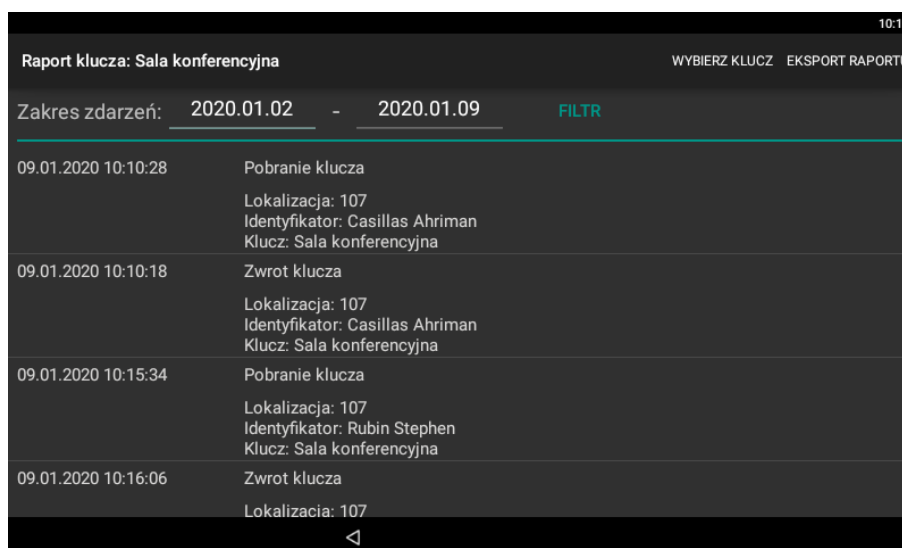 10:1
Raport klucza: Sala konferencyjna WYBIERZ KLUCZ EKSPORT RAPORTU
Zakres zdarzeń: 2020.01.02 - 2020.01.09 FILTR
09.01.2020 10:10:28 Pobranie klucza
Lokalizacja: 107
Identyfikator: Casillas Ahriman
Klucz: Sala konferencyjna
09.01.2020 10:10:18 Zwrot klucza
Lokalizacja: 107
Identyfikator: Casillas Ahriman
Klucz: Sala konferencyjna
09.01.2020 10:15:34 Pobranie klucza
Lokalizacja: 107
Identyfikator: Rubin Stephen
Klucz: Sala konferencyjna
09.01.2020 10:16:06 Zwrot klucza
Lokalizacja: 107